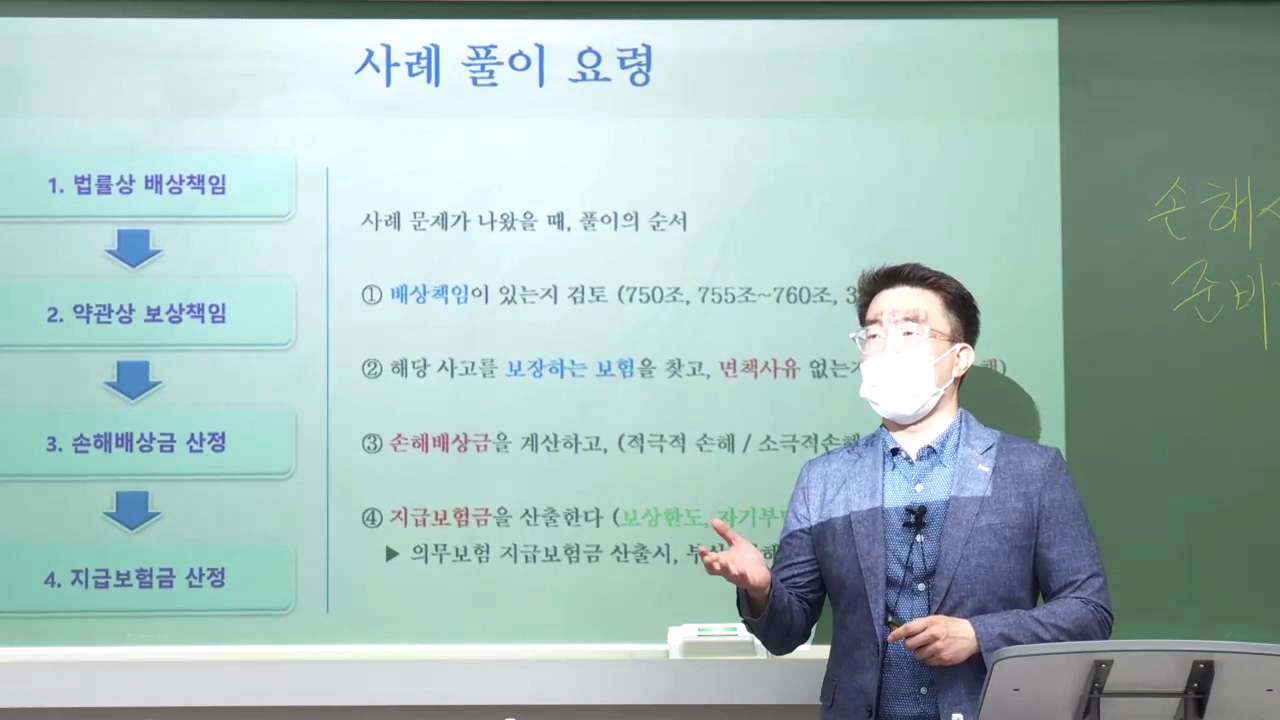 사례 풀이 요령
1. 법률상 배상책임
2. 약관상 보상책임
3. 손해배상금 산정
4. 지급보험금 산정
사례 문제가 나왔을 때, 풀이의 순서
① 배상책임이 있는지 검토 (750조, 755조~760조,
② 해당 사고를 보장하는 보험을 찾고, 면책사유
③ 손해배상금을 계산하고, (적극적 손해 / 소극적손해
④ 지급보험금을 산출한다 (보상한도,
▶ 의무보험 지급보험금 산출시,
손해
준비